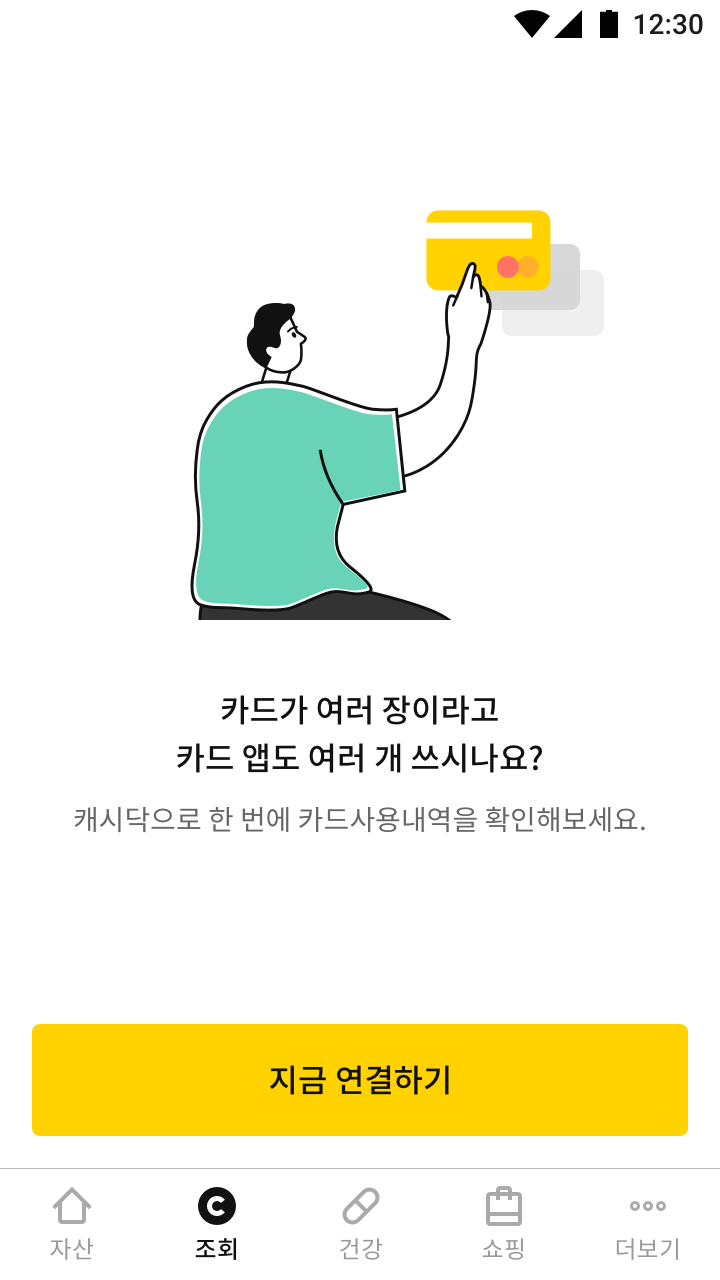 12:30
카드가 여러 장이라고
카드 앱도 여러 개 쓰시나요?
캐시닥으로 한 번에 카드사용내역을 확인해보세요.
지금 연결하기
자산
조회
건강
쇼핑
더보기